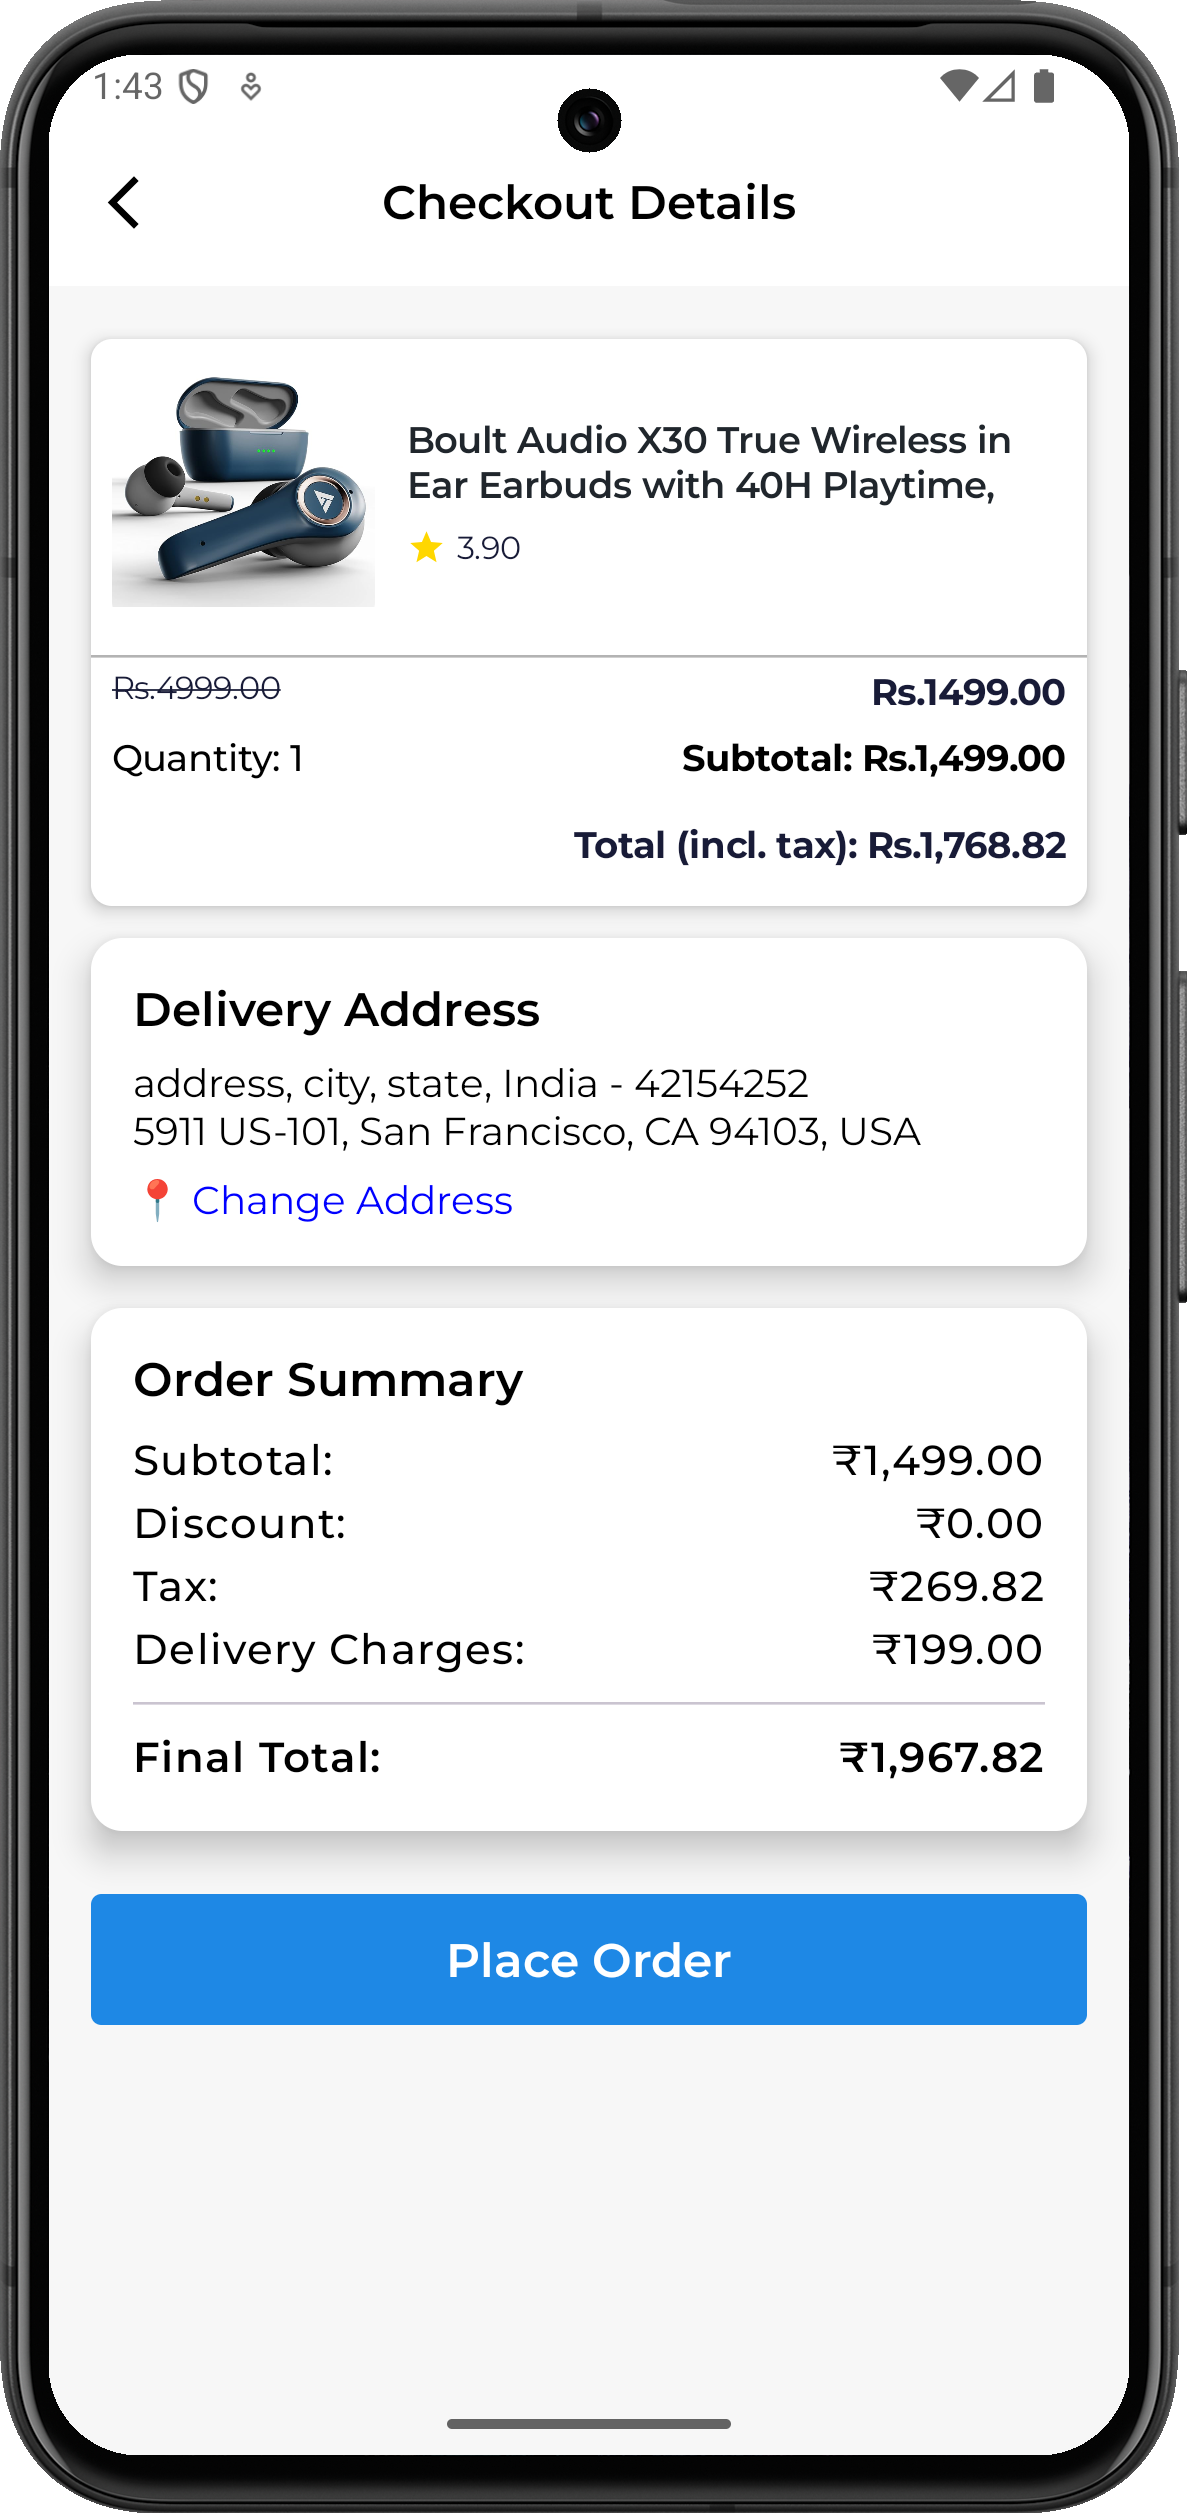 1:43
Checkout Details
Boult Audio X30 True Wireless in
Ear Earbuds with 40H Playtime,
3.90
Rs.4999.00
Rs.1499.00
Quantity: 1
Subtotal: Rs.1,499.00
Total (incl. tax): Rs.1,768.82
Delivery Address
address, city, state, India - 42154252
5911 US-101, San Francisco, CA 94103, USA
Change Address
Order Summary
Subtotal: ₹1,499.00
Discount: ₹0.00
Tax: ₹269.82
Delivery Charges: ₹199.00
Final Total: ₹1,967.82
Place Order